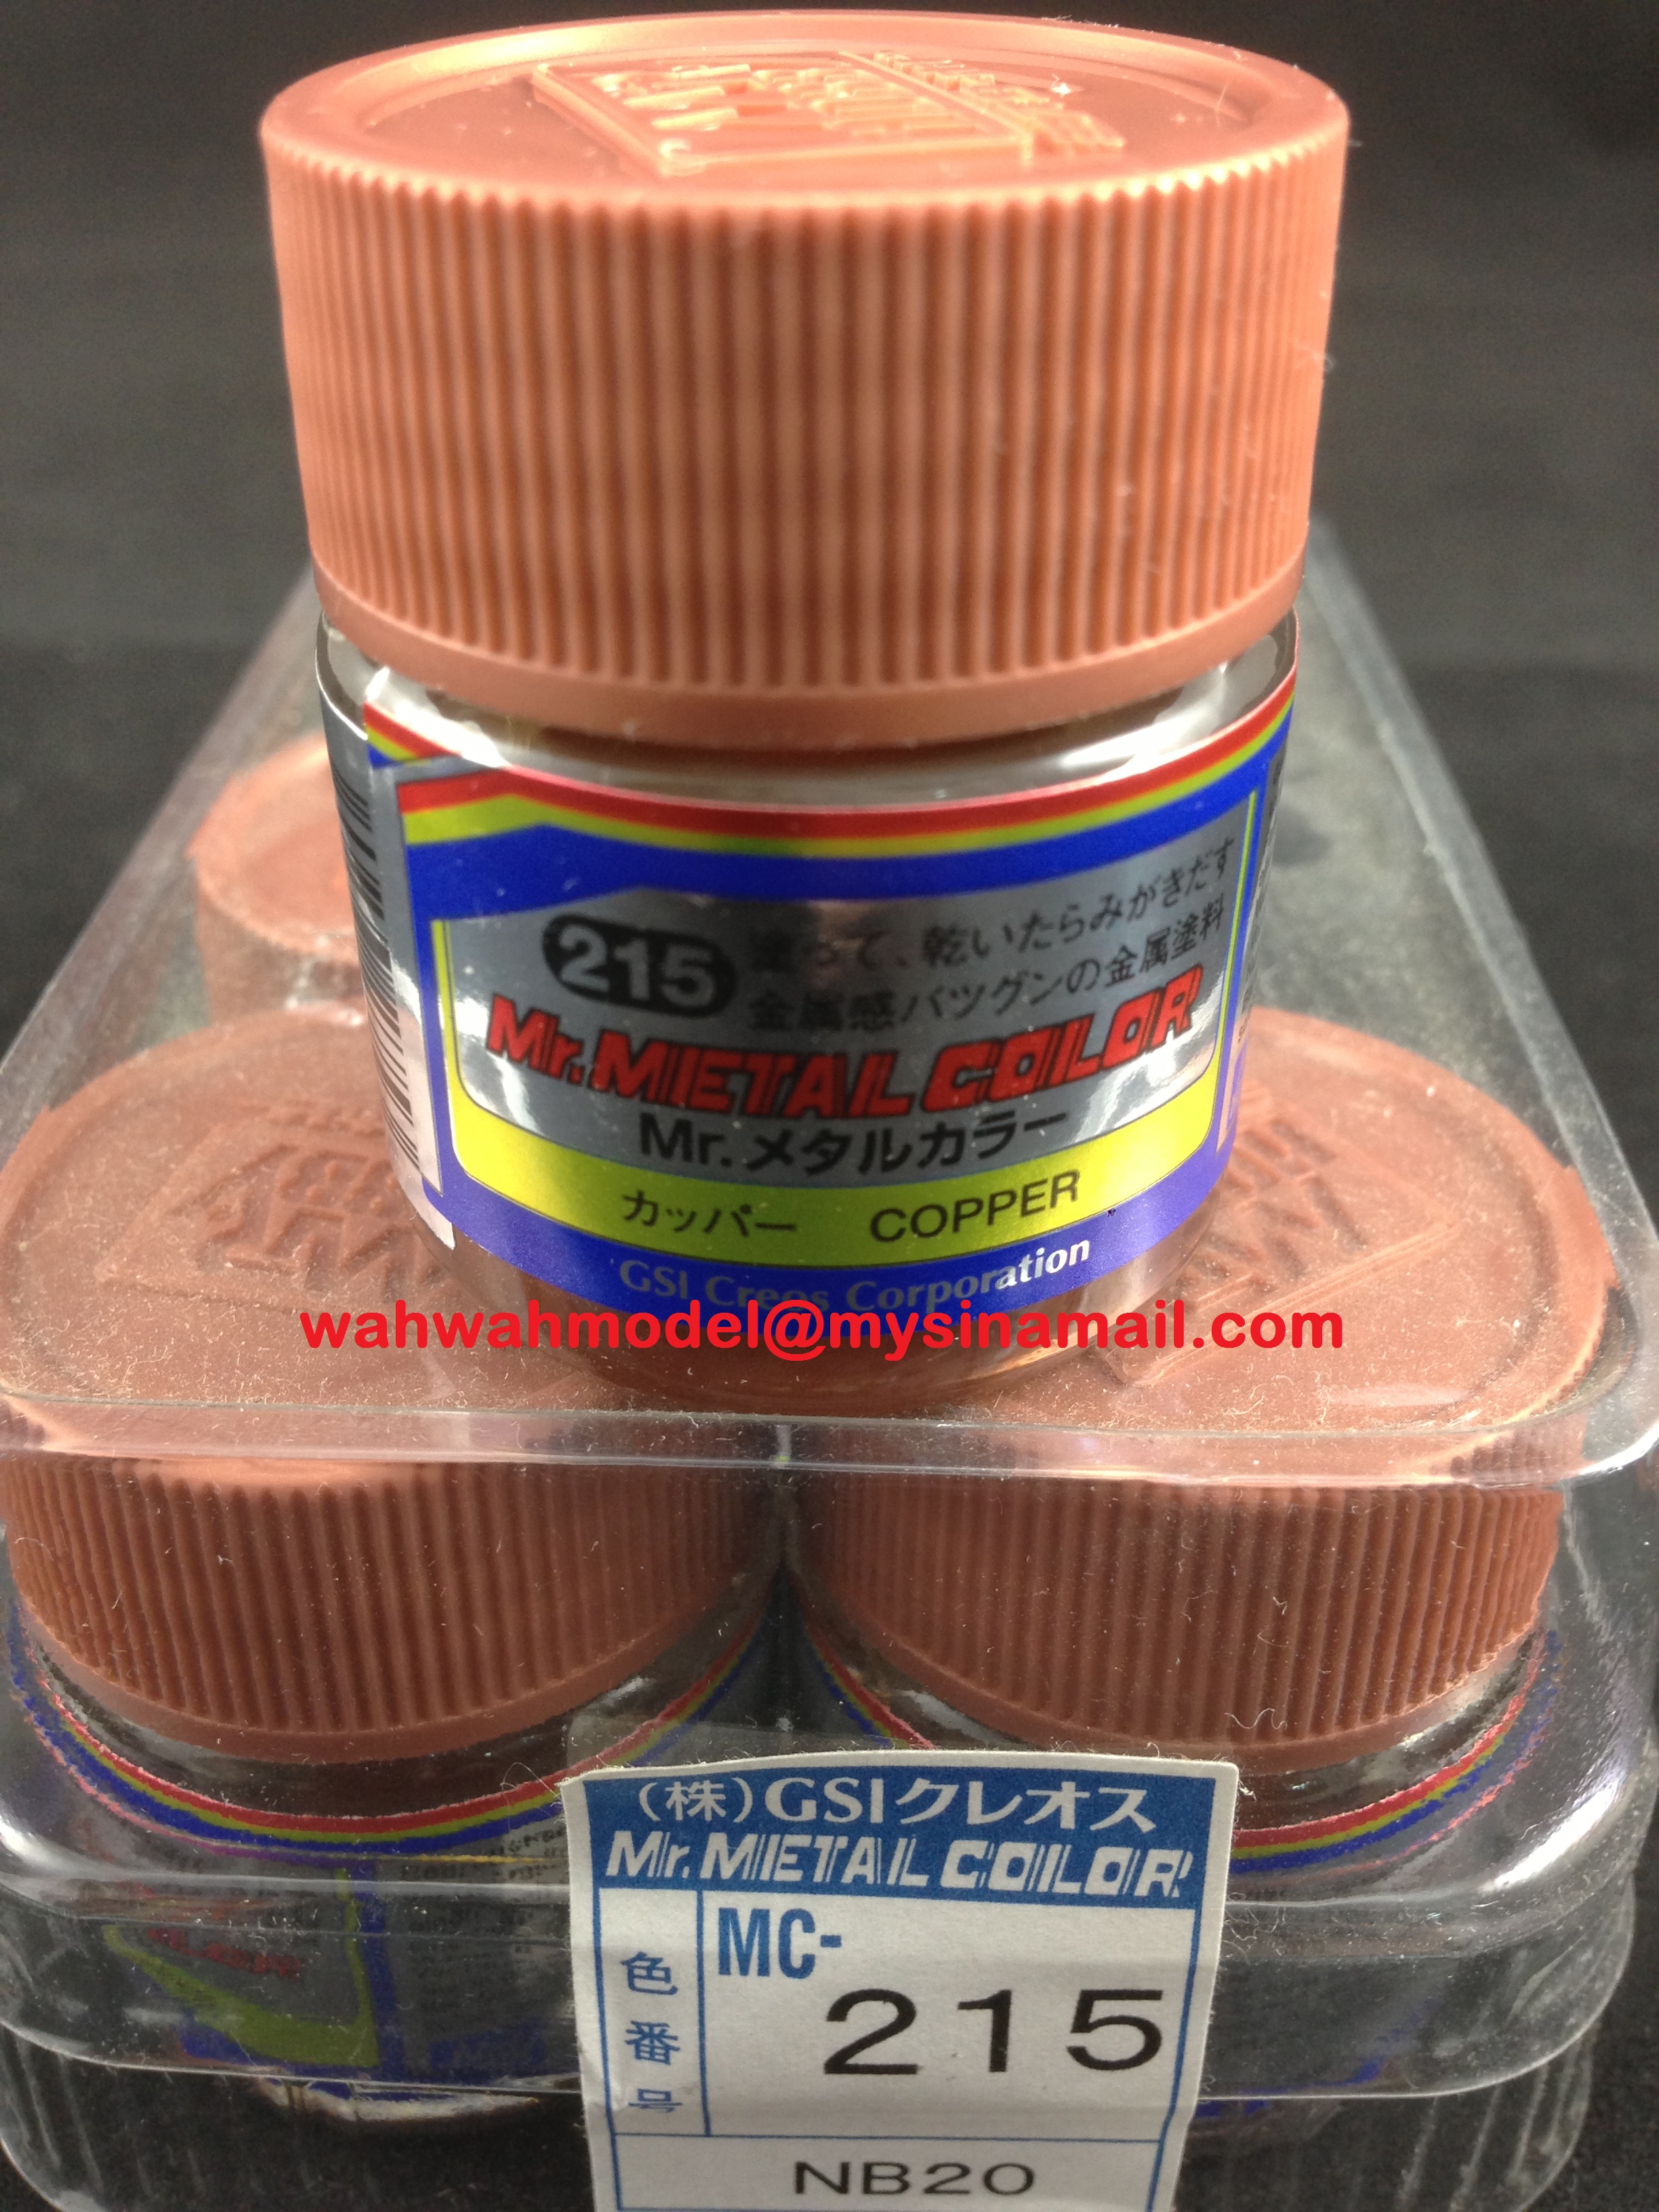 215
塗って、乾いたらみがきだす
金属感バツグンの金属塗料
Mr. METAL COLOR
Mr.メタルカラー
カッパー COPPER
GSI Creos Corporation
wahwahmodel@mysinamail.com
(株)GSIクレオス
Mr. METAL COLOR
色番号
MC-
215
NB20